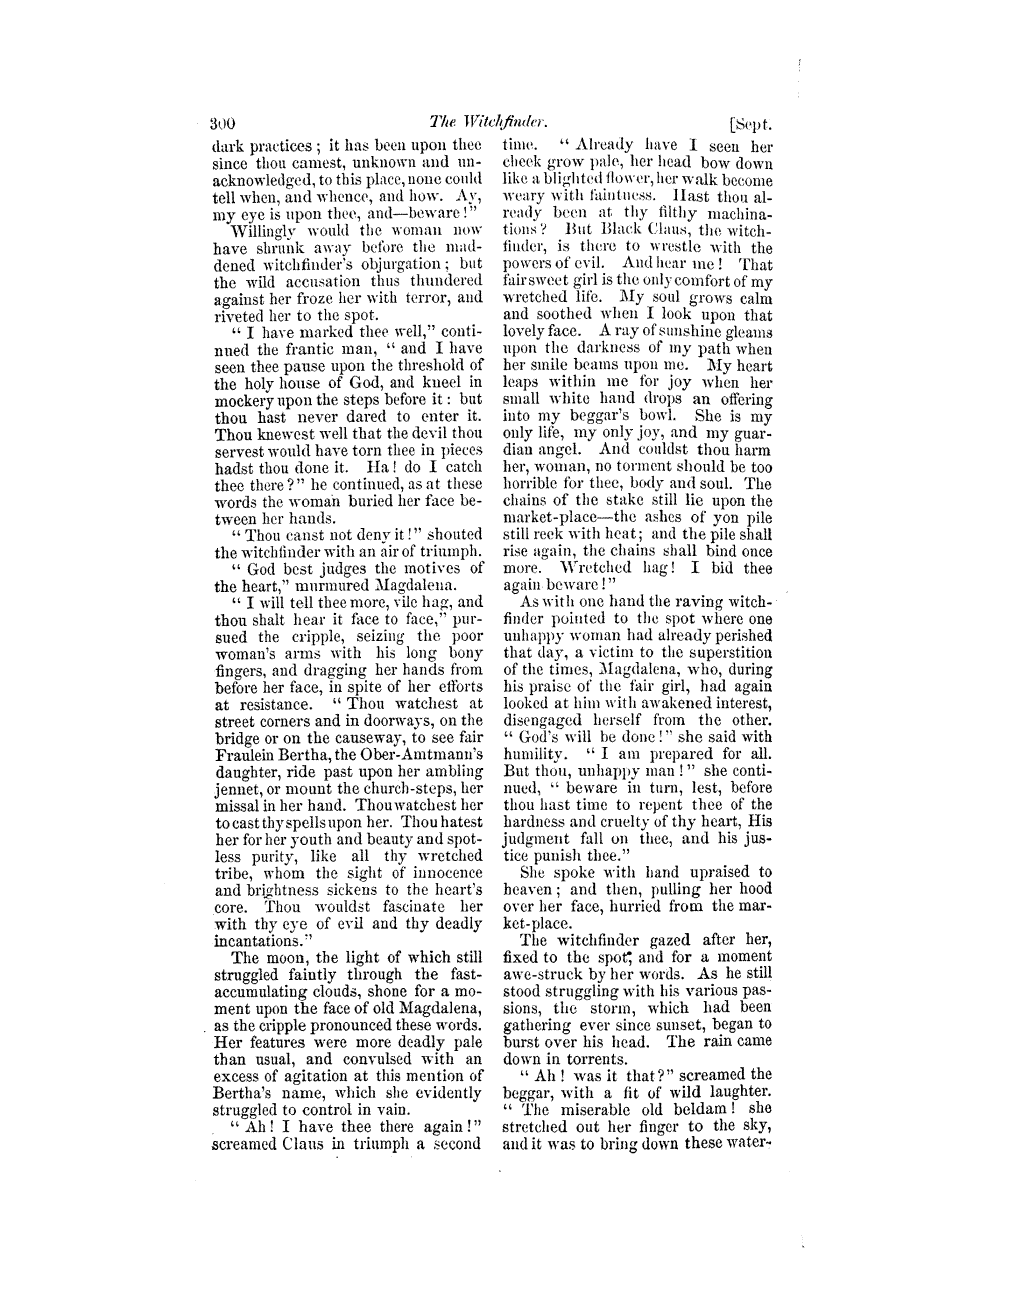 300 The Witchfinder. [Sept.
dark practices ; it has been upon thee
since thou camest, unknown and un-
acknowledged, to this place, none could
tell when, and whence, and how. Ay,
my eye is upon thee, and—beware !"
Willingly would the woman now
have shrunk away before the mad-
dened witchfinder's objurgation ; but
the wild accusation thus thundered
against her froze her with terror, and
riveted her to the spot.
" I have marked thee well," conti-
nued the frantic man, " and I have
seen thee pause upon the threshold of
the holy house of God, and kneel in
mockery upon the steps before it : but
thou hast never dared to enter it.
Thou knewest well that the devil thou
servest would have torn thee in pieces
hadst thou done it. Ha ! do I catch
thee there ?" he continued, as at these
words the woman buried her face be-
tween her hands.
" Thou canst not deny it !" shouted
the witchfinder with an air of triumph.
" God best judges the motives of
the heart," murmured Magdalena.
" I will tell thee more, vile hag, and
thou shalt hear it face to face," pur-
sued the cripple, seizing the poor
woman's arms with his long bony
fingers, and dragging her hands from
before her face, in spite of her efforts
at resistance. " Thou watchest at
street corners and in doorways, on the
bridge or on the causeway, to see fair
Fraulein Bertha, the Ober-Amtmann's
daughter, ride past upon her ambling
jennet, or mount the church-steps, her
missal in her hand. Thou watchest her
to cast thy spells upon her. Thou hatest
her for her youth and beauty and spot-
less purity, like all thy wretched
tribe, whom the sight of innocence
and brightness sickens to the heart's
core. Thou wouldst fascinate her
with thy eye of evil and thy deadly
incantations."
The moon, the light of which still
struggled faintly through the fast-
accumulating clouds, shone for a mo-
ment upon the face of old Magdalena,
as the cripple pronounced these words.
Her features were more deadly pale
than usual, and convulsed with an
excess of agitation at this mention of
Bertha's name, which she evidently
struggled to control in vain.
" Ah ! I have thee there again !"
screamed Claus in triumph a second
time. " Already have I seen her
cheek grow pale, her head bow down
like a blighted flower, her walk become
weary with faintness. Hast thou al-
ready been at thy filthy machina-
tions ? But Black Claus, the witch-
finder, is there to wrestle with the
powers of evil. And hear me ! That
fair sweet girl is the only comfort of my
wretched life. My soul grows calm
and soothed when I look upon that
lovely face. A ray of sunshine gleams
upon the darkness of my path when
her smile beams upon me. My heart
leaps within me for joy when her
small white hand drops an offering
into my beggar's bowl. She is my
only life, my only joy, and my guar-
dian angel. And couldst thou harm
her, woman, no torment should be too
horrible for thee, body and soul. The
chains of the stake still lie upon the
market-place—the ashes of yon pile
still reek with heat ; and the pile shall
rise again, the chains shall bind once
more. Wretched hag ! I bid thee
again beware !"
As with one hand the raving witch-
finder pointed to the spot where one
unhappy woman had already perished
that day, a victim to the superstition
of the times, Magdalena, who, during
his praise of the fair girl, had again
looked at him with awakened interest,
disengaged herself from the other.
" God's will be done !" she said with
humility. " I am prepared for all.
But thou, unhappy man !" she conti-
nued, " beware in turn, lest, before
thou hast time to repent thee of the
hardness and cruelty of thy heart, His
judgment fall on thee, and his jus-
tice punish thee."
She spoke with hand upraised to
heaven ; and then, pulling her hood
over her face, hurried from the mar-
ket-place.
The witchfinder gazed after her,
fixed to the spot, and for a moment
awe-struck by her words. As he still
stood struggling with his various pas-
sions, the storm, which had been
gathering ever since sunset, began to
burst over his head. The rain came
down in torrents.
" Ah ! was it that ?" screamed the
beggar, with a fit of wild laughter.
" The miserable old beldam ! she
stretched out her finger to the sky,
and it was to bring down these water-